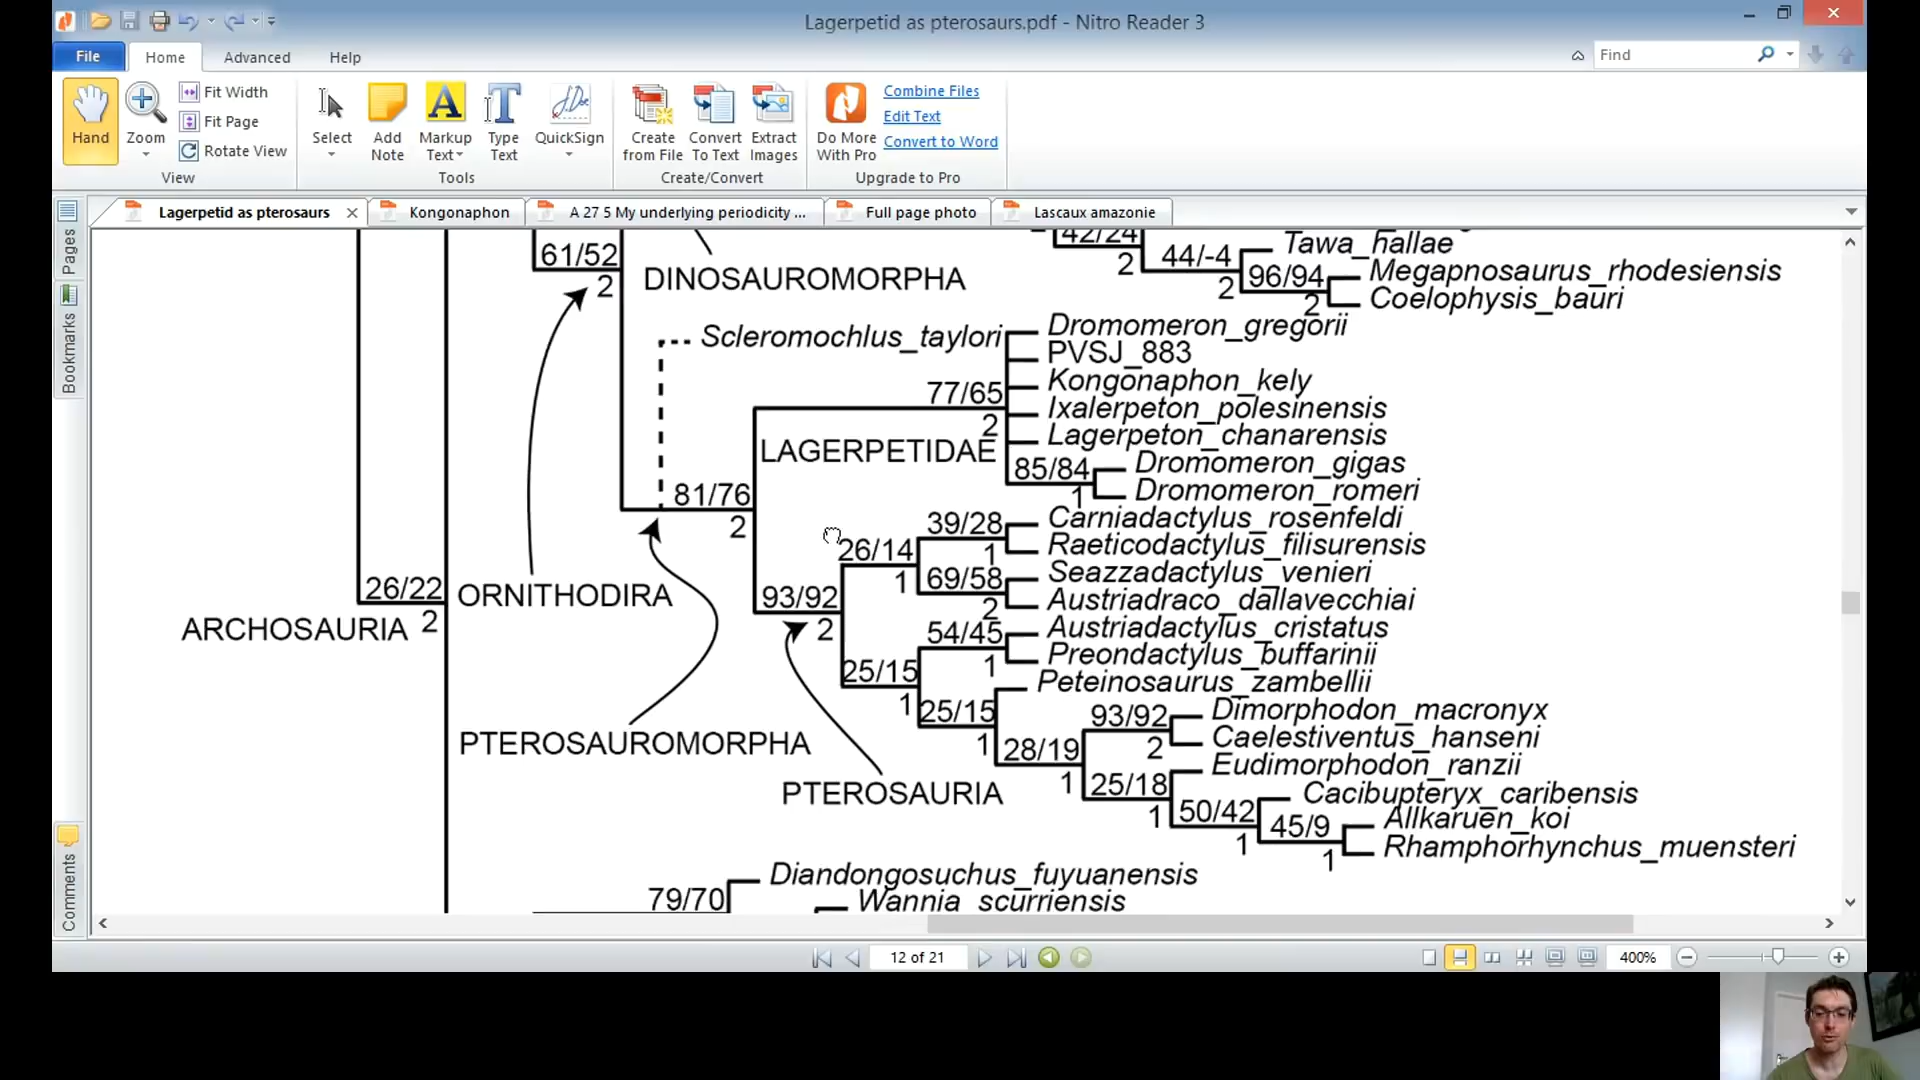 Lagerpetid as pterosaurs.pdf - Nitro Reader 3
File
Home
Advanced
Help
Find
Hand
Zoom
Fit Width
Fit Page
Rotate View
View
Select
Add Note
Markup Text
Type Text
QuickSign
Tools
Create from File
Convert To Text
Extract Images
Create/Convert
Do More With Pro
Combine Files
Edit Text
Convert to Word
Upgrade to Pro
Lagerpetid as pterosaurs
Kongonaphon
A 27 5 My underlying periodicity ...
Full page photo
Lascaux amazonie
Pages
Bookmarks
Comments
42/24
2
Tawa_hallae
44/-4
2
96/94
2
Megapnosaurus_rhodesiensis
Coelophysis_bauri
61/52
2
DINOSAUROMORPHA
Scleromochlus_taylori
Dromomeron_gregorii
PVSJ_883
77/65
2
Kongonaphon_kely
Ixalerpeton_polesinensis
Lagerpeton_chanarensis
LAGERPETIDAE
85/84
1
Dromomeron_gigas
Dromomeron_romeri
81/76
2
39/28
1
Carniadactylus_rosenfeldi
Raeticodactylus_filisurensis
26/14
1
69/58
2
Seazzadactylus_venieri
Austriadraco_dallavecchiai
26/22
2
ORNITHODIRA
ARCHOSAURIA
93/92
2
54/45
1
Austriadactylus_cristatus
Preondactylus_buffarinii
25/15
1
Peteinosaurus_zambellii
25/15
1
93/92
2
Dimorphodon_macronyx
Caelestiventus_hanseni
PTEROSAUROMORPHA
28/19
1
Eudimorphodon_ranzii
25/18
1
PTEROSAURIA
Cacibupteryx_caribensis
50/42
1
45/9
1
Allkaruen_koi
Rhamphorhynchus_muensteri
Diandongosuchus_fuyuanensis
79/70
Wannia_scurriensis
12 of 21
400%